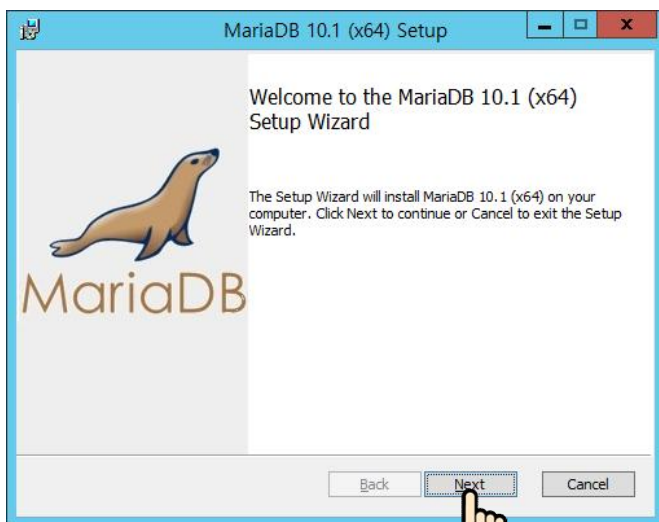 MariaDB 10.1 (x64) Setup
Welcome to the MariaDB 10.1 (x64)
Setup Wizard
The Setup Wizard will install MariaDB 10.1 (x64) on your
computer. Click Next to continue or Cancel to exit the Setup
Wizard.
MariaDB
Back Next Cancel